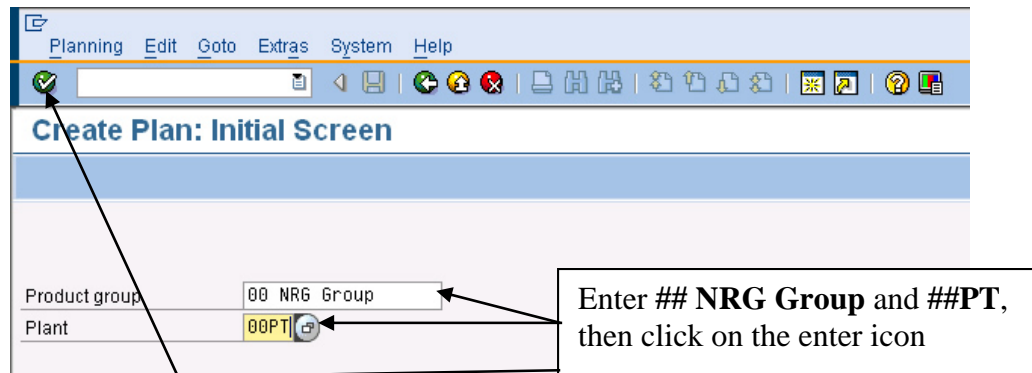 Planning Edit Goto Extras System Help
Create Plan: Initial Screen
Product group 00 NRG Group
Plant 00PT
Enter ## NRG Group and ##PT,
then click on the enter icon